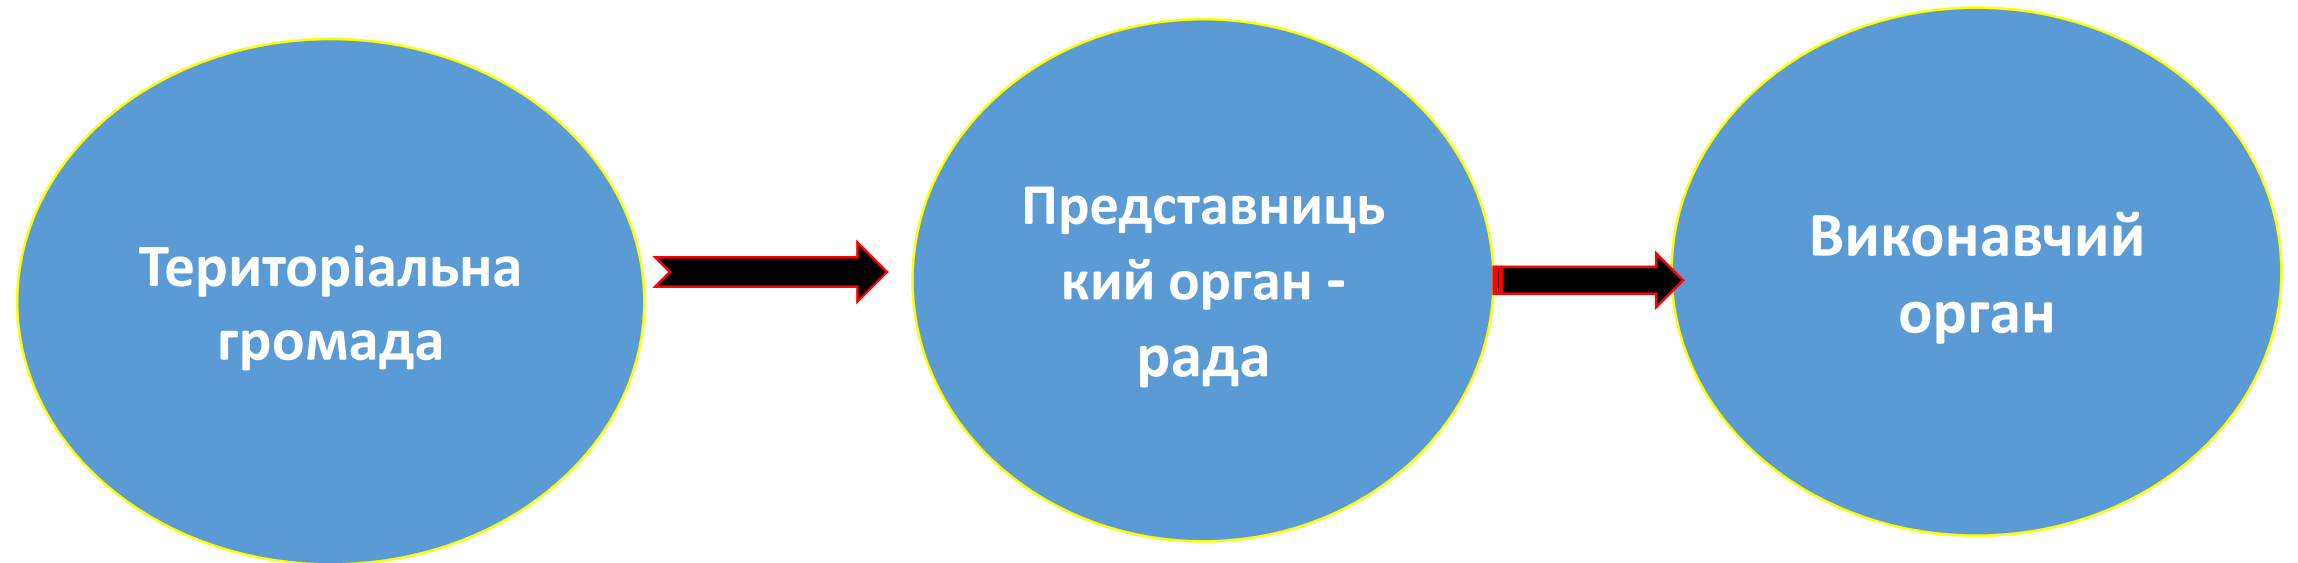 Територіальна
громада
Представниць
кий орган -
рада
Виконавчий
орган